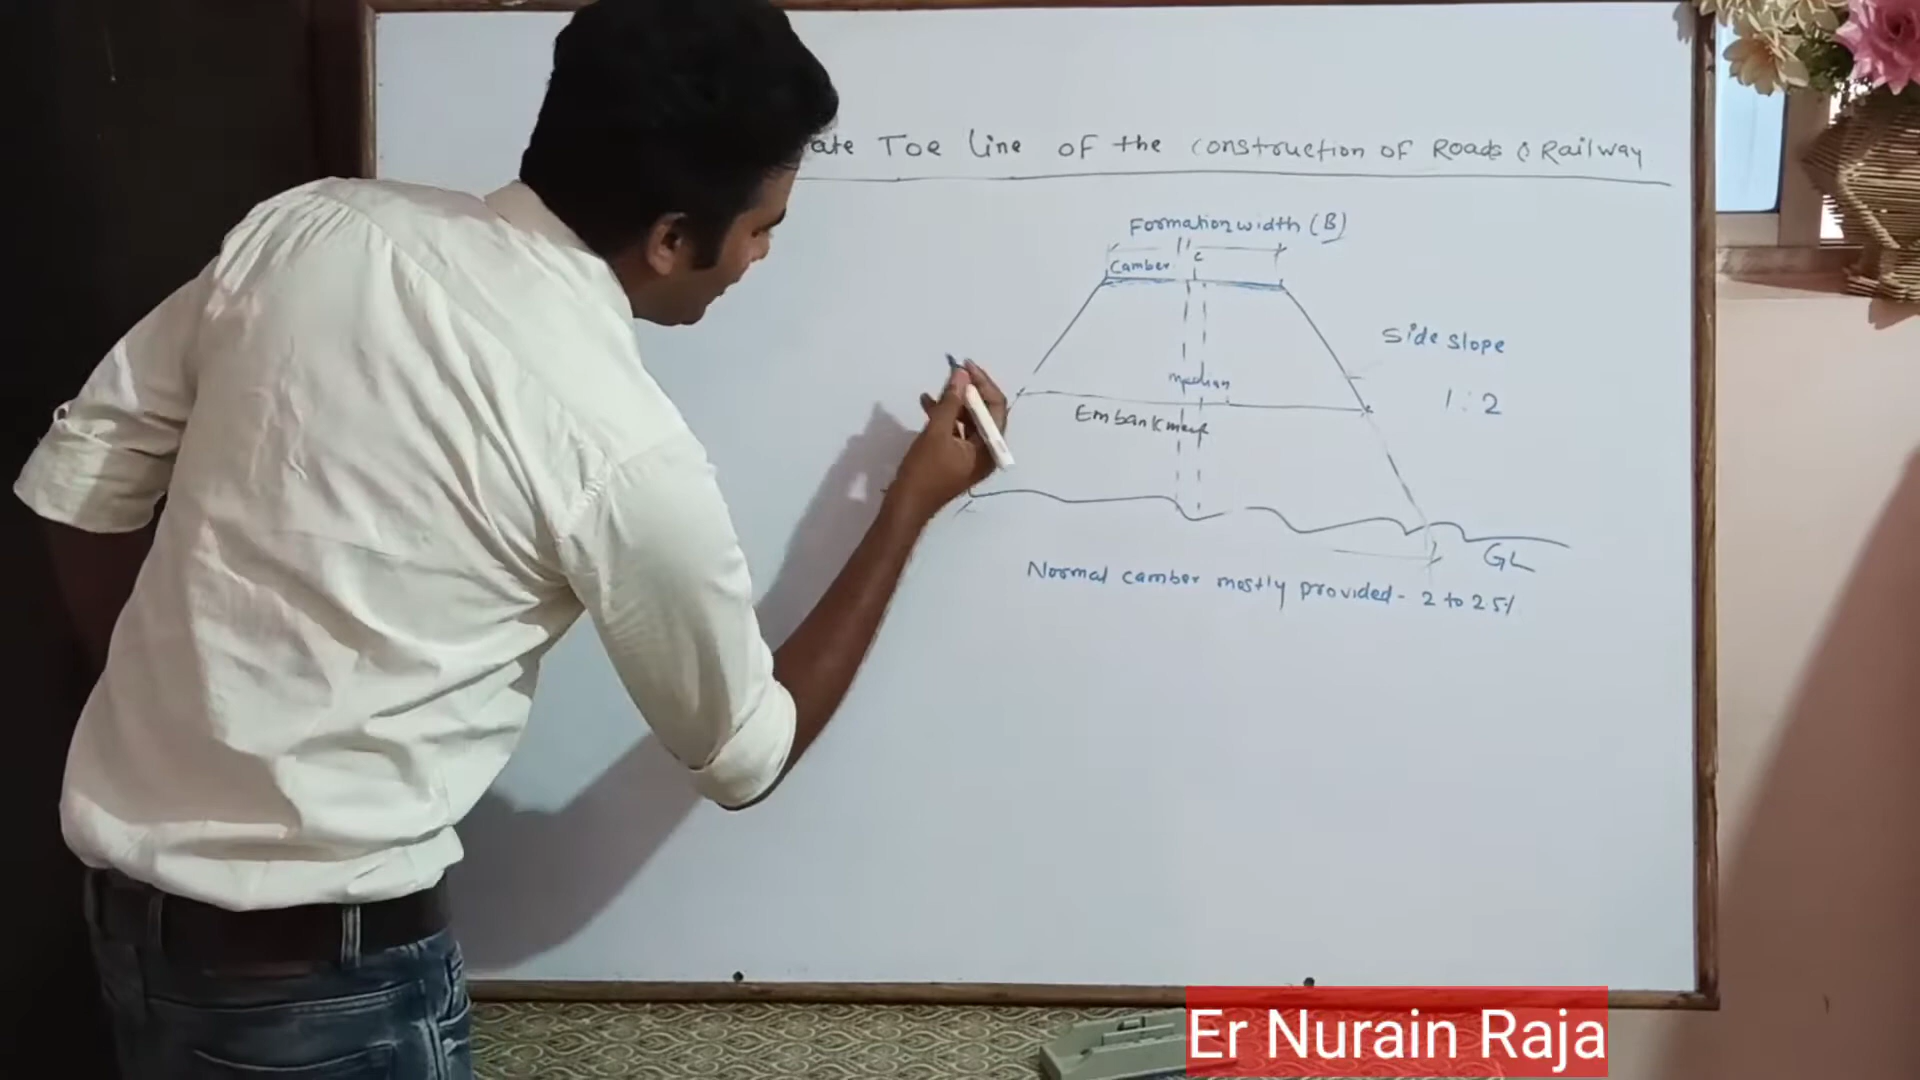 Toe line of the construction of Roads & Railway
Formation width (B)
Camber
C
Side slope
1:2
median
Embankment
GL
Normal camber mostly provided - 2 to 2.5%
Er Nurain Raja